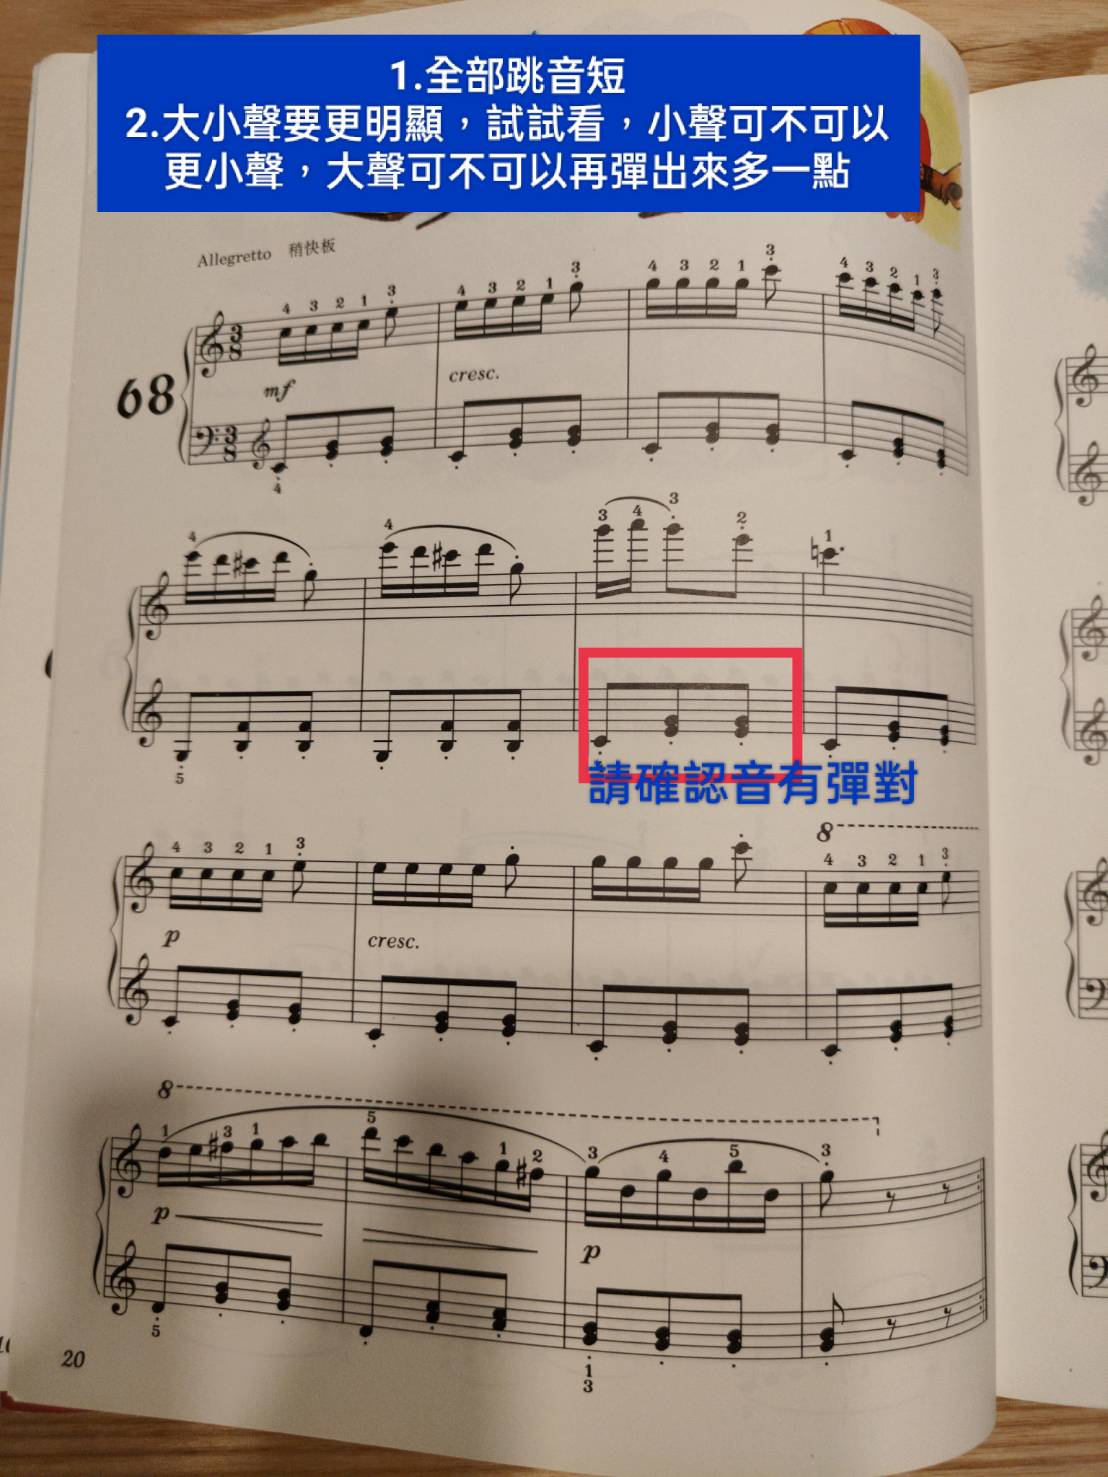 1.全部跳音短
2.大小聲要更明顯，試試看，小聲可不可以
更小聲，大聲可不可以再彈出來多一點
Allegretto 稍快板
4 3 2 1 3 4 3 2 1 3 4 3 2 1 3 4 3 2 1 3
3 8
68
mf cresc.
3 8
4
4 4 3 4 3 2 1
5
請確認音有彈對
8
4 3 2 1 3 4 3 2 1 3
p cresc.
8
1 3 1 5 1 2 3 4 5 3
p p
5 1
3
20